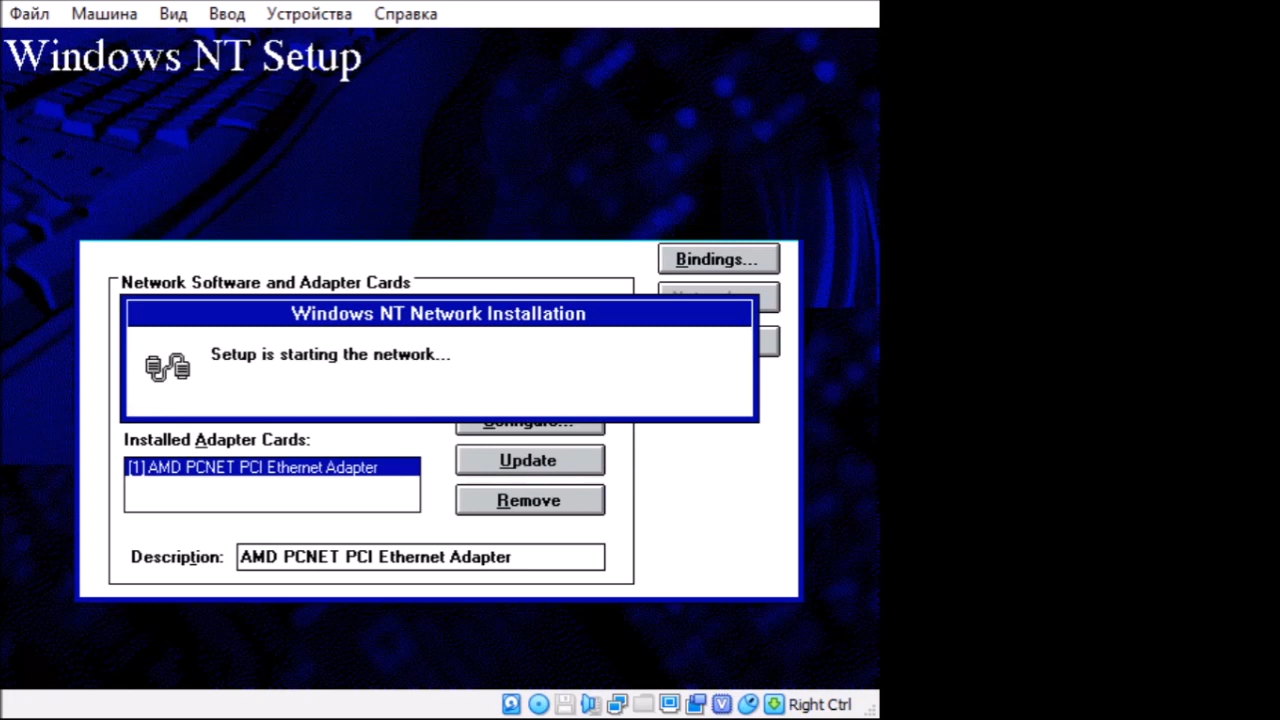 Файл Машина Вид Ввод Устройства Справка
Windows NT Setup
Bindings...
Network Software and Adapter Cards
Windows NT Network Installation
Setup is starting the network...
Configure...
Installed Adapter Cards:
[1] AMD PCNET PCI Ethernet Adapter
Update
Remove
Description: AMD PCNET PCI Ethernet Adapter
Right Ctrl